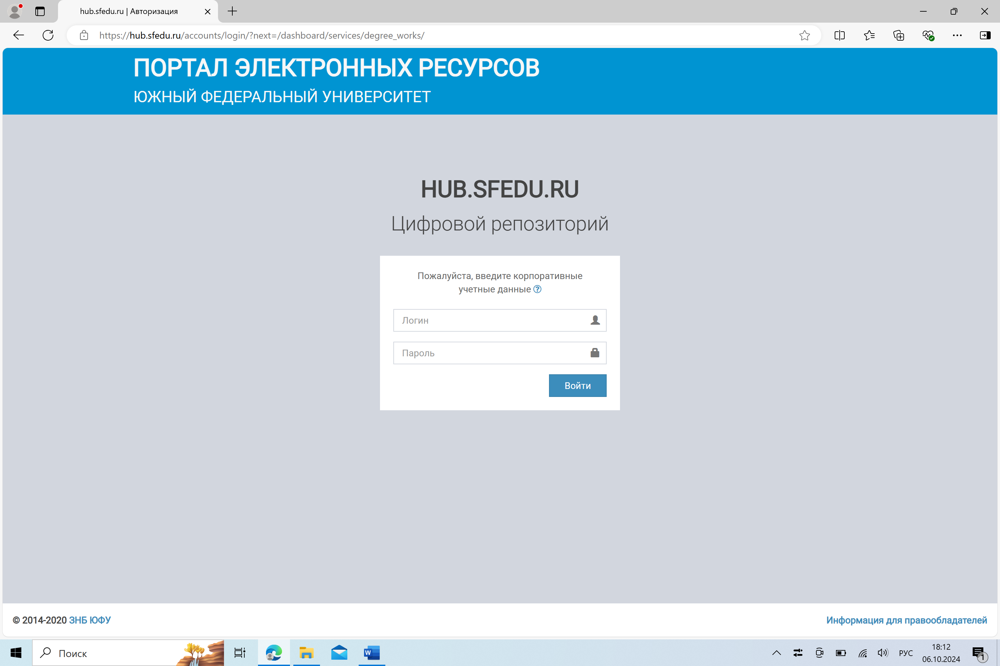 hub.sfedu.ru | Авторизация
https://hub.sfedu.ru/accounts/login/?next=/dashboard/services/degree_works/
ПОРТАЛ ЭЛЕКТРОННЫХ РЕСУРСОВ
ЮЖНЫЙ ФЕДЕРАЛЬНЫЙ УНИВЕРСИТЕТ
HUB.SFEDU.RU
Цифровой репозиторий
Пожалуйста, введите корпоративные
учетные данные
Логин
Пароль
Войти
© 2014-2020 ЗНБ ЮФУ
Информация для правообладателей
Поиск
W
РУС
18:12
06.10.2024
1